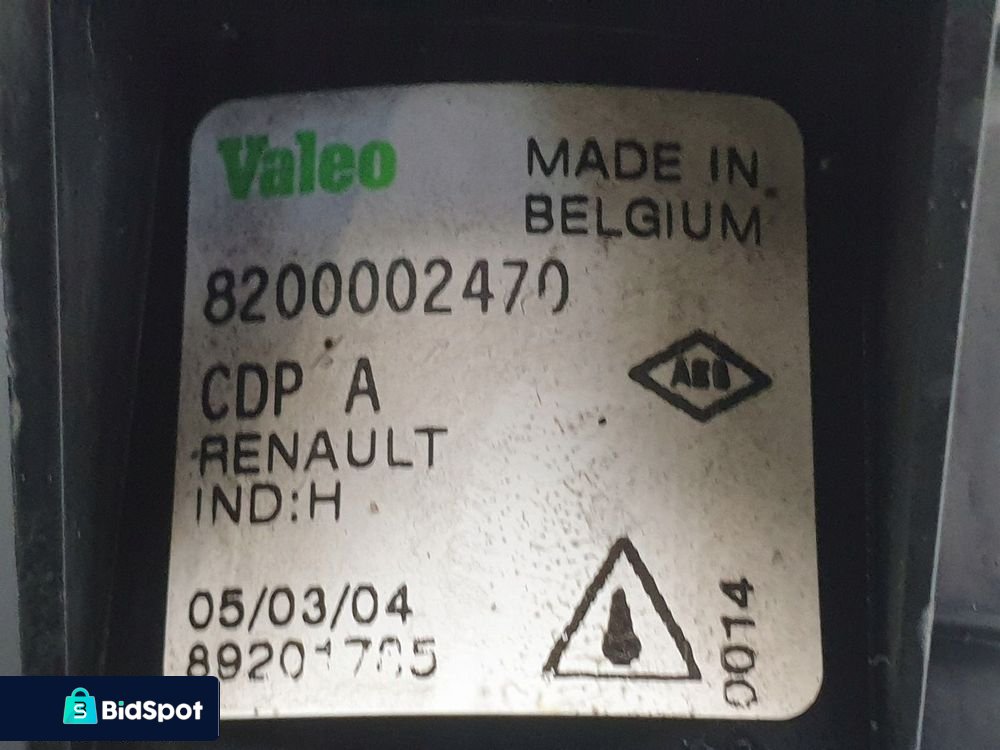 Valeo
MADE IN
BELGIUM
8200002470
CDP A
RENAULT
IND:H
05/03/04
0014
BidSpot